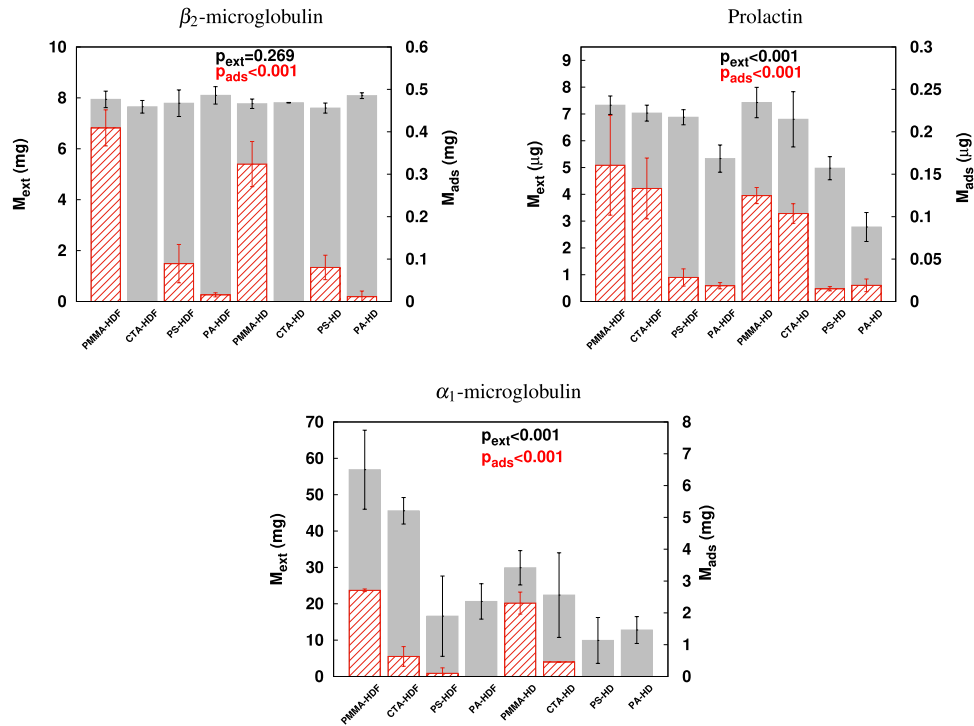 β2-microglobulin
pext=0.269
pads<0.001
Mext (mg)
10
8
6
4
2
0
Mads (mg)
0.6
0.5
0.4
0.3
0.2
0.1
0
PMMA-HDF
CTA-HDF
PS-HDF
PA-HDF
PMMA-HD
CTA-HD
PS-HD
PA-HD
Prolactin
pext<0.001
pads<0.001
Mext (μg)
9
8
7
6
5
4
3
2
1
0
Mads (μg)
0.3
0.25
0.2
0.15
0.1
0.05
0
PMMA-HDF
CTA-HDF
PS-HDF
PA-HDF
PMMA-HD
CTA-HD
PS-HD
PA-HD
α1-microglobulin
pext<0.001
pads<0.001
Mext (mg)
70
60
50
40
30
20
10
0
Mads (mg)
8
7
6
5
4
3
2
1
0
PMMA-HDF
CTA-HDF
PS-HDF
PA-HDF
PMMA-HD
CTA-HD
PS-HD
PA-HD